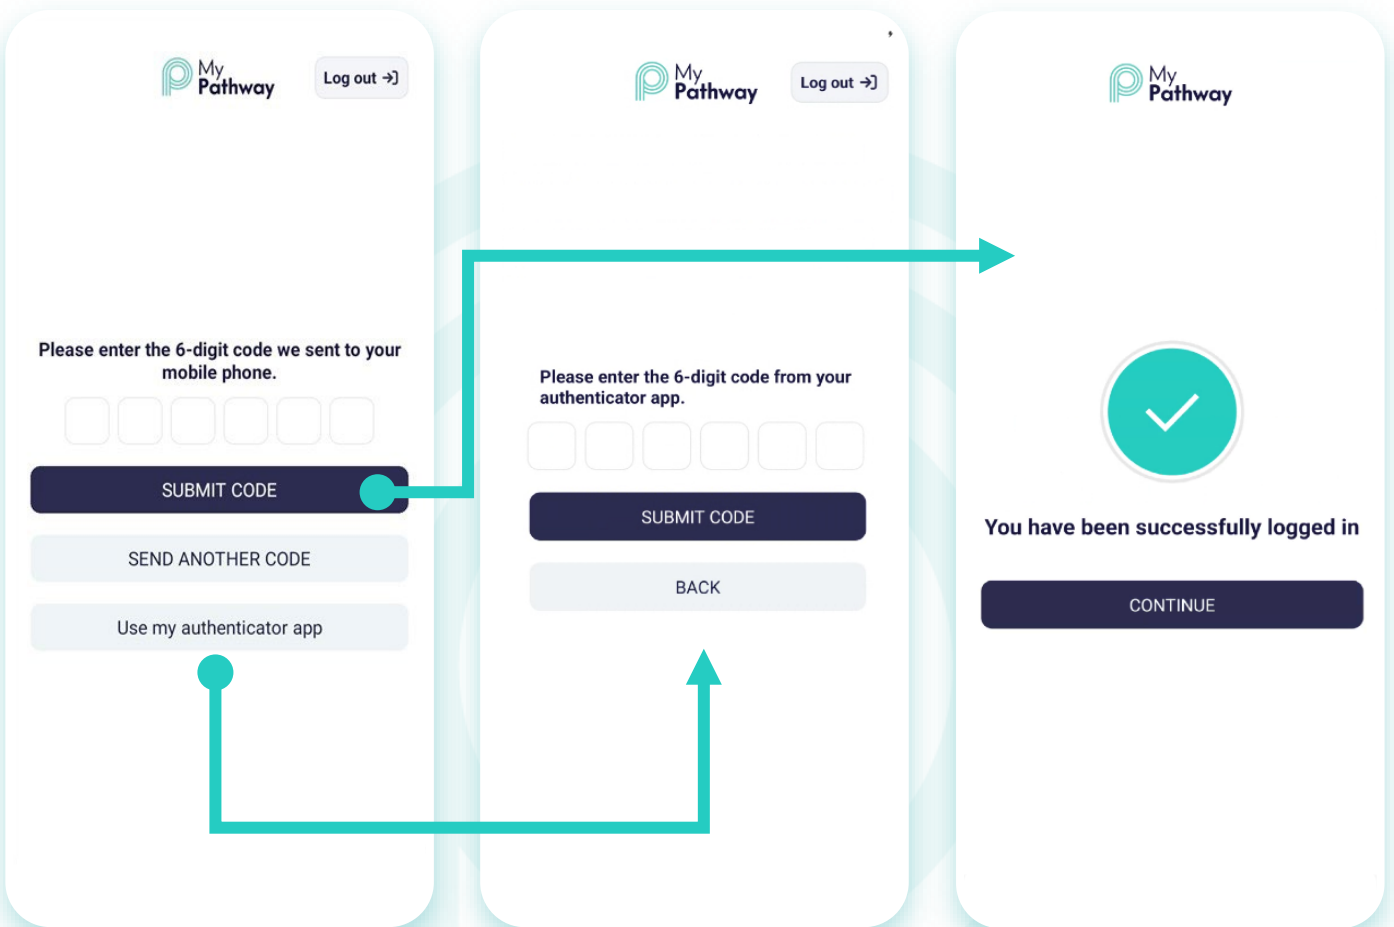 My
Pathway
Log out
Please enter the 6-digit code we sent to your
mobile phone.
SUBMIT CODE
SEND ANOTHER CODE
Use my authenticator app
My
Pathway
Log out
Please enter the 6-digit code from your
authenticator app.
SUBMIT CODE
BACK
My
Pathway
You have been successfully logged in
CONTINUE